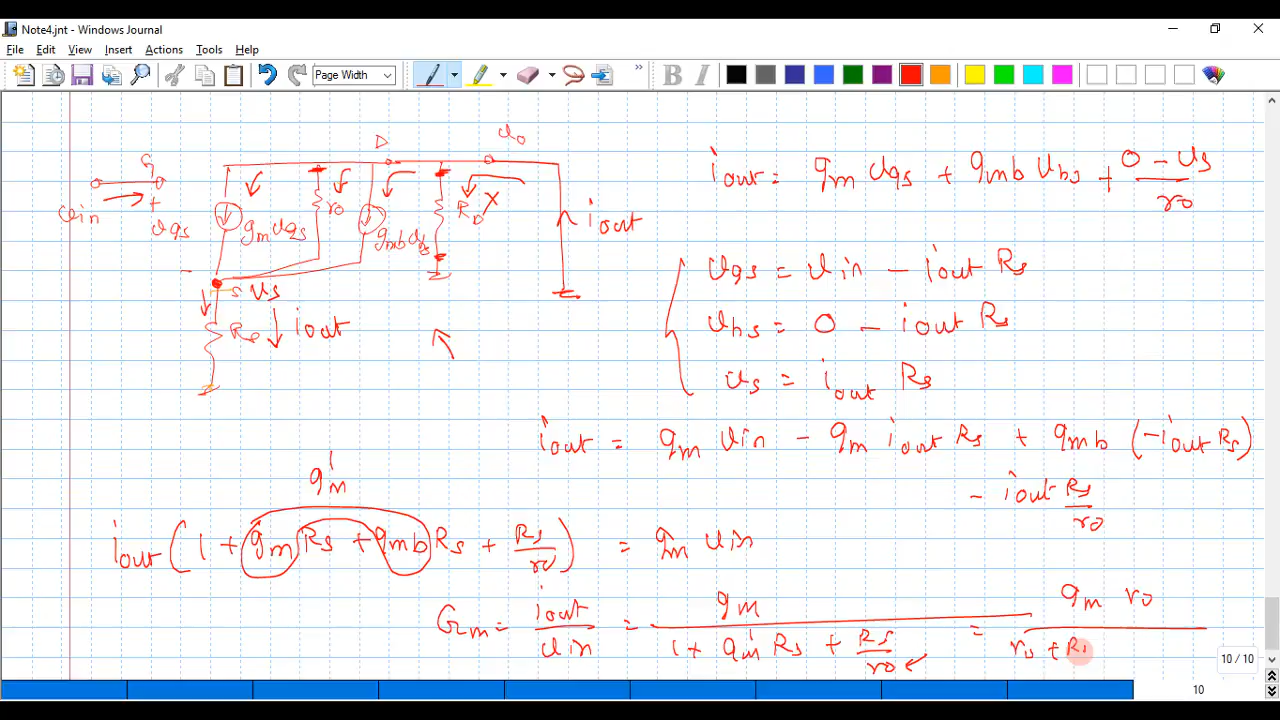 Note4.jnt - Windows Journal
File Edit View Insert Actions Tools Help
Page Width
D
vo
G
vin
+
vgs
-
gmvgs
ro
gmbvbs
RD
X
iout
s vs
Rs
iout
iout = gm vgs + gmb vbs + 0 - vs / ro
vgs = vin - iout Rs
vbs = 0 - iout Rs
vs = iout Rs
iout = gm vin - gm iout Rs + gmb (-iout Rs)
- iout Rs / ro
gm'
iout (1 + gm Rs + gmb Rs + Rs / ro) = gm vin
Gm = iout / vin = gm / 1 + gm' Rs + Rs / ro = gm ro / ro + Rs
10 / 10
10